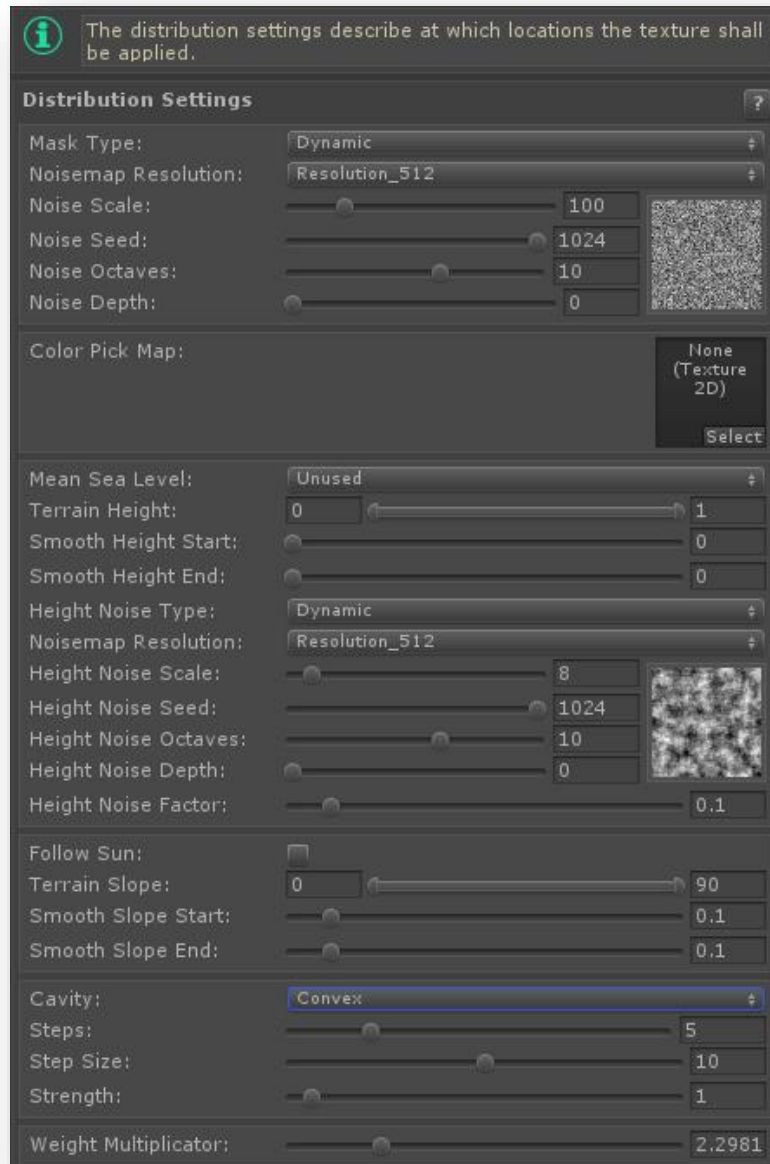 The distribution settings describe at which locations the texture shall
be applied.
Distribution Settings
?
Mask Type: Dynamic
Noisemap Resolution: Resolution_512
Noise Scale: 100
Noise Seed: 1024
Noise Octaves: 10
Noise Depth: 0
Color Pick Map:
None
(Texture
2D)
Select
Mean Sea Level: Unused
Terrain Height: 0 1
Smooth Height Start: 0
Smooth Height End: 0
Height Noise Type: Dynamic
Noisemap Resolution: Resolution_512
Height Noise Scale: 8
Height Noise Seed: 1024
Height Noise Octaves: 10
Height Noise Depth: 0
Height Noise Factor: 0.1
Follow Sun:
Terrain Slope: 0 90
Smooth Slope Start: 0.1
Smooth Slope End: 0.1
Cavity: Convex
Steps: 5
Step Size: 10
Strength: 1
Weight Multiplicator: 2.2981